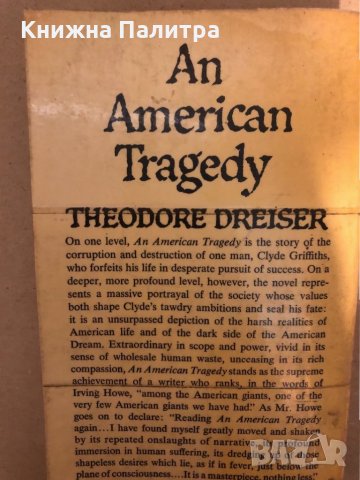 Книжна Палитра
An
American
Tragedy
THEODORE DREISER
On one level, An American Tragedy is the story of the
corruption and destruction of one man, Clyde Griffiths,
who forfeits his life in desperate pursuit of success. On a
deeper, more profound level, however, the novel repre-
sents a massive portrayal of the society whose values
both shape Clyde's tawdry ambitions and seal his fate:
it is an unsurpassed depiction of the harsh realities of
American life and of the dark side of the American
Dream. Extraordinary in scope and power, vivid in its
sense of wholesale human waste, unceasing in its rich
compassion, An American Tragedy stands as the supreme
achievement of a writer who ranks, in the words of
Irving Howe, "among the American giants, one of the
very few American giants we have had." As Mr. Howe
goes on to declare: "Reading An American Tragedy
again...I have found myself greatly moved and shaken
by its repeated onslaughts of narrative, its profound
immersion in human suffering, its dredging up of those
shapeless desires which lie, as if in fever, just below the
plane of consciousness....It is a masterpiece, nothing less."